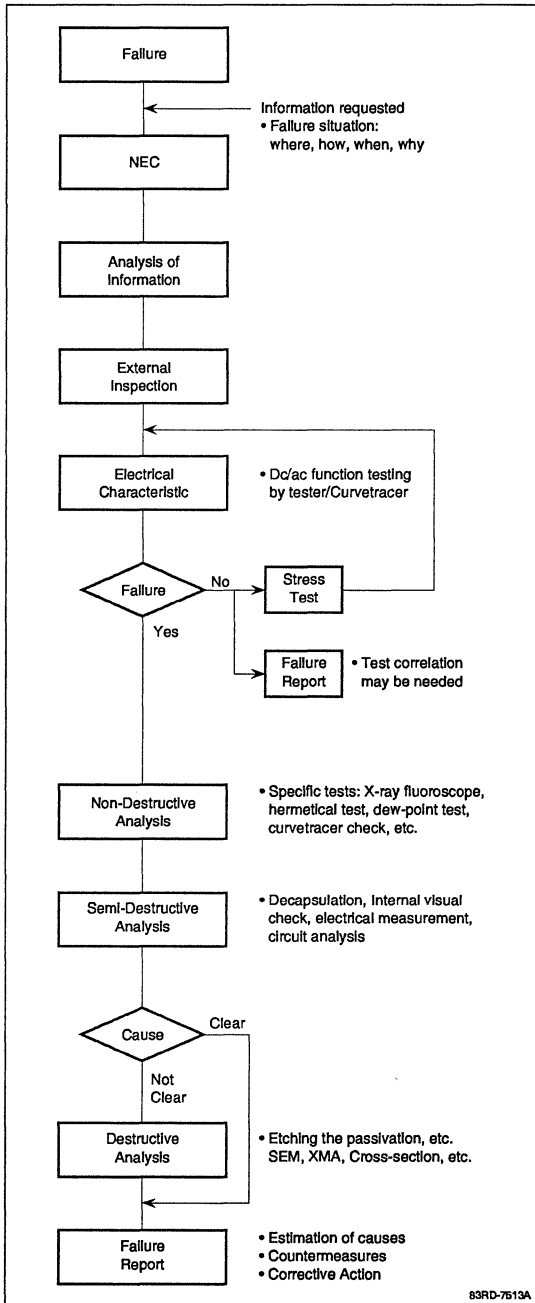 Failure
Information requested
• Failure situation:
where, how, when, why
NEC
Analysis of
Information
External
Inspection
Electrical
Characteristic
• Dc/ac function testing
by tester/Curvetracer
Failure
No
Stress
Test
Yes
Failure
Report
• Test correlation
may be needed
Non-Destructive
Analysis
• Specific tests: X-ray fluoroscope,
hermetical test, dew-point test,
curvetracer check, etc.
Semi-Destructive
Analysis
• Decapsulation, Internal visual
check, electrical measurement,
circuit analysis
Cause
Clear
Not
Clear
Destructive
Analysis
• Etching the passivation, etc.
SEM, XMA, Cross-section, etc.
Failure
Report
• Estimation of causes
• Countermeasures
• Corrective Action
83RD-7513A